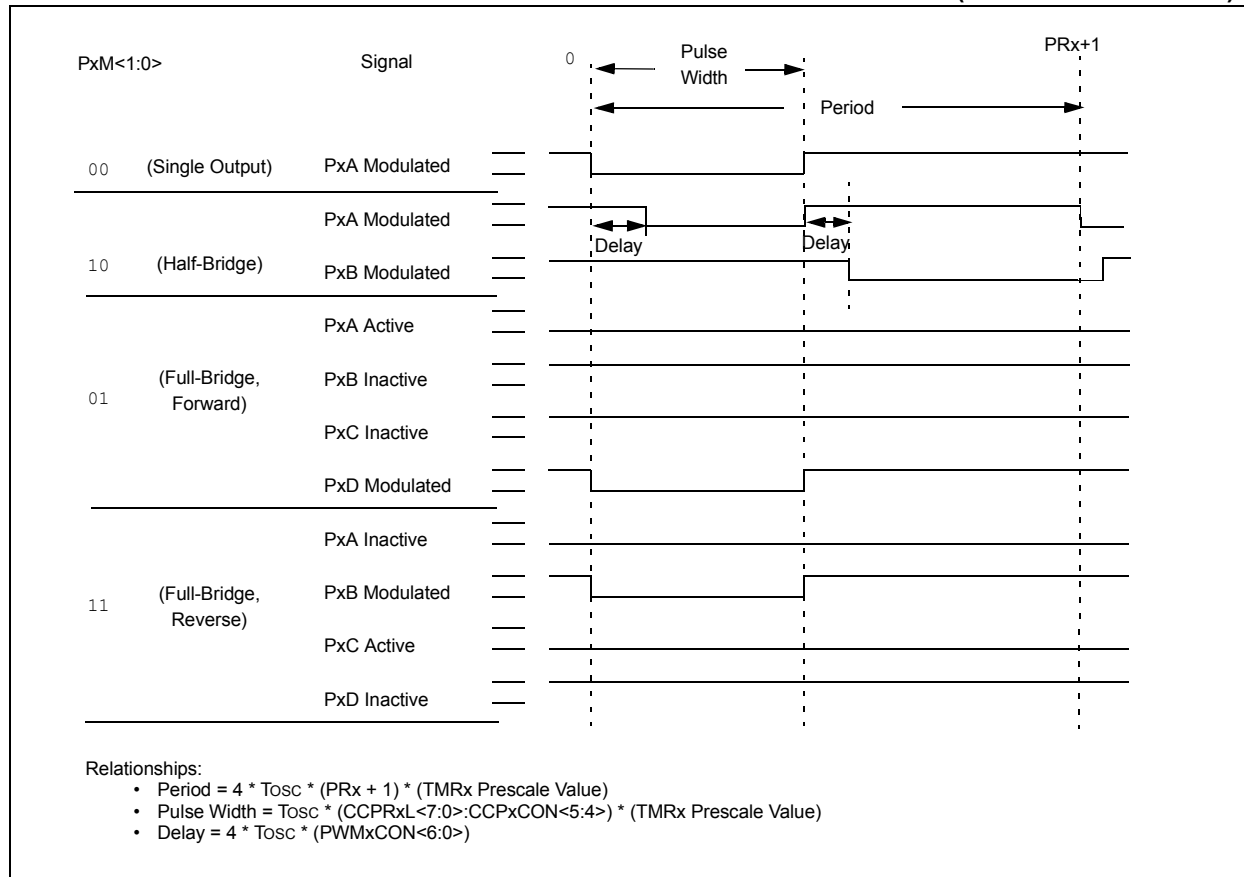 PxM<1:0>
Signal
0
Pulse
Width
PRx+1
Period
00
(Single Output)
PxA Modulated
PxA Modulated
Delay
Delay
10
(Half-Bridge)
PxB Modulated
PxA Active
(Full-Bridge,
Forward)
PxB Inactive
01
PxC Inactive
PxD Modulated
PxA Inactive
11
(Full-Bridge,
Reverse)
PxB Modulated
PxC Active
PxD Inactive
Relationships:
• Period = 4 * TOSC * (PRx + 1) * (TMRx Prescale Value)
• Pulse Width = TOSC * (CCPRxL<7:0>:CCPxCON<5:4>) * (TMRx Prescale Value)
• Delay = 4 * TOSC * (PWMxCON<6:0>)